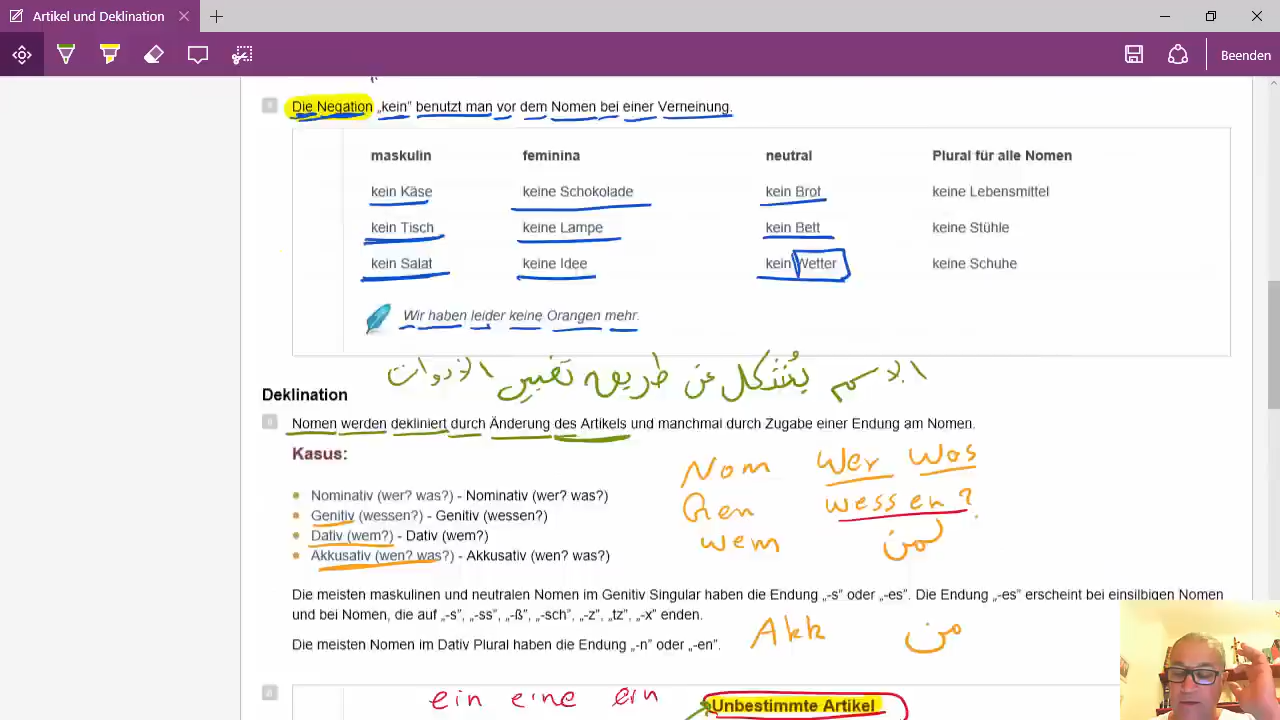 Artikel und Deklination
Beenden
Die Negation „kein” benutzt man vor dem Nomen bei einer Verneinung.
maskulin feminina neutral Plural für alle Nomen
kein Käse keine Schokolade kein Brot keine Lebensmittel
kein Tisch keine Lampe kein Bett keine Stühle
kein Salat keine Idee kein Wetter keine Schuhe
Wir haben leider keine Orangen mehr.
الاسم يتشكل عن طريق تغيير الأدوات
Deklination
Nomen werden dekliniert durch Änderung des Artikels und manchmal durch Zugabe einer Endung am Nomen.
Kasus:
Nom Wer Was
Nominativ (wer? was?) - Nominativ (wer? was?)
Genitiv (wessen?) - Genitiv (wessen?)
Gen wessen?
Dativ (wem?) - Dativ (wem?)
wem لمن
Akkusativ (wen? was?) - Akkusativ (wen? was?)
Die meisten maskulinen und neutralen Nomen im Genitiv Singular haben die Endung „-s” oder „-es”. Die Endung „-es” erscheint bei einsilbigen Nomen
und bei Nomen, die auf „-s”, „-ss”, „-ß”, „-sch”, „-z”, „tz”, „-x” enden.
Akk من
Die meisten Nomen im Dativ Plural haben die Endung „-n” oder „-en”.
ein eine ein Unbestimmte Artikel